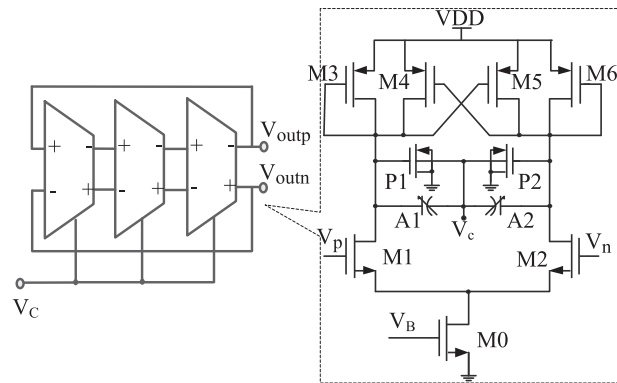 VDD
M3
M4
M5
M6
+
-
+
-
+
-
-
+
-
+
-
+
Voutp
Voutn
P1
P2
A1
A2
Vc
Vp
Vn
M1
M2
VC
VB
M0